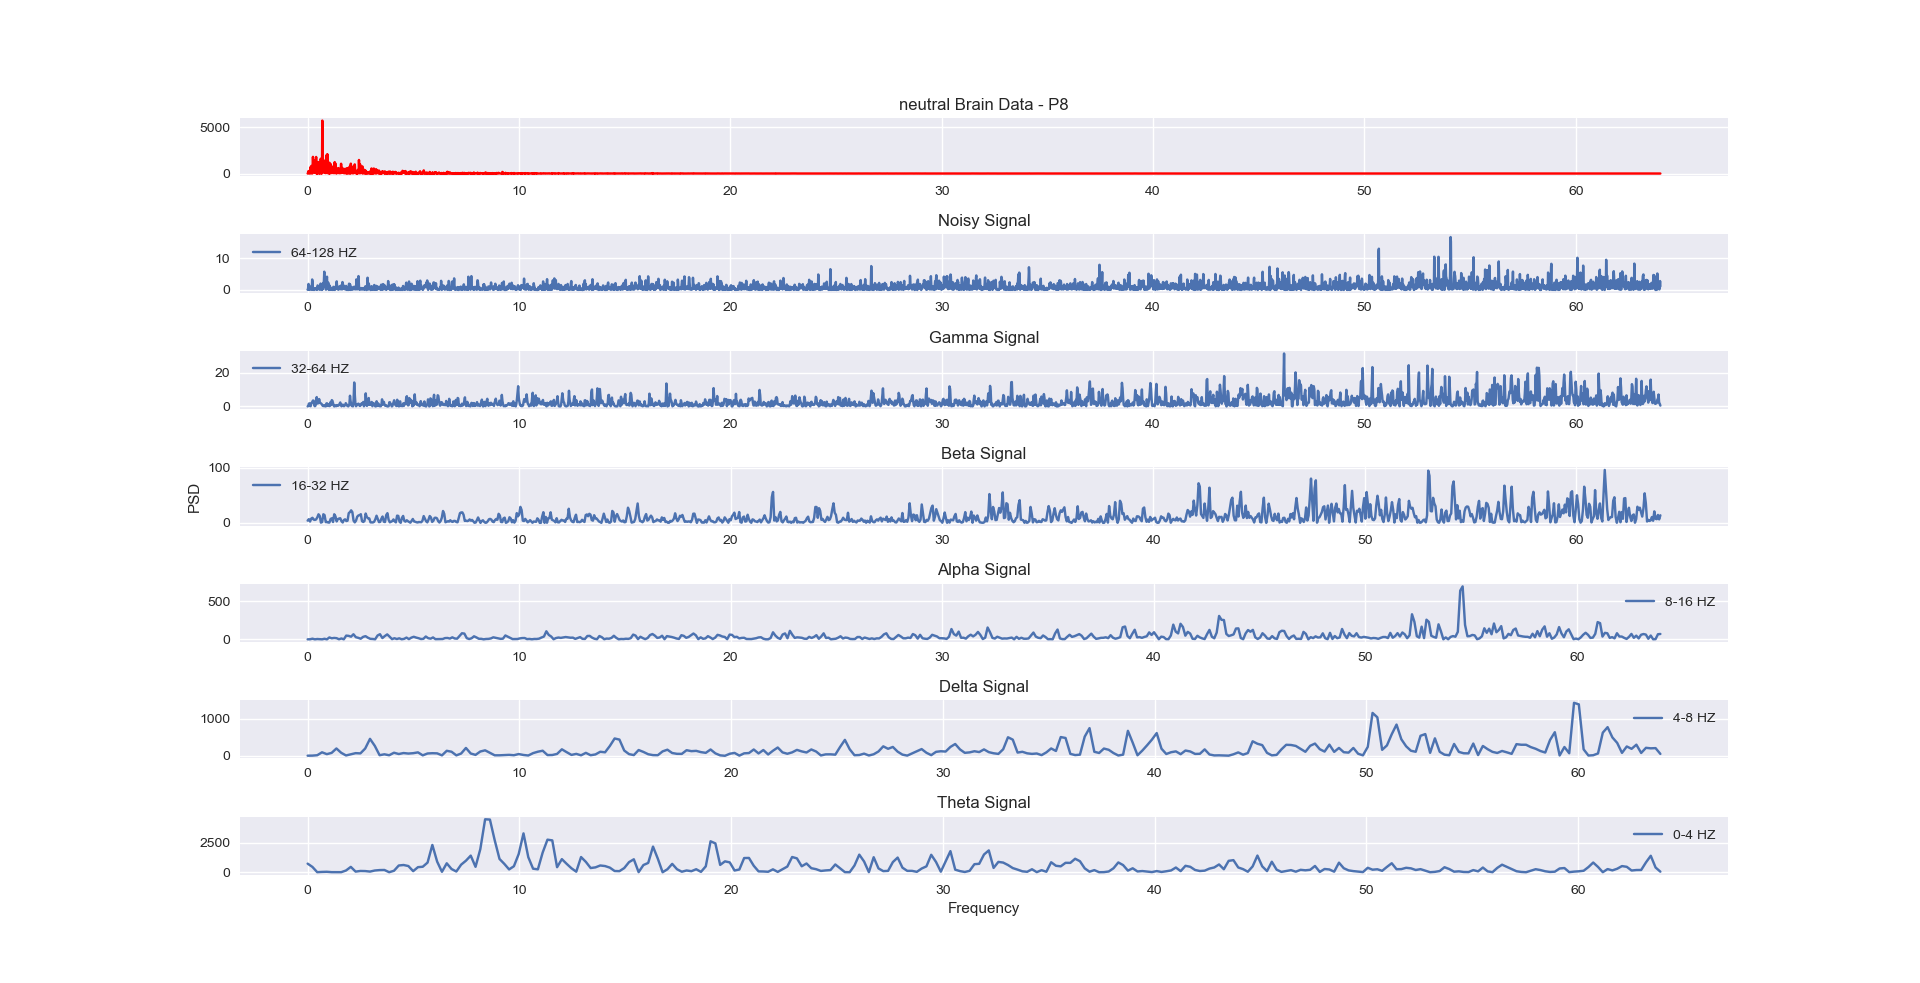 neutral Brain Data - P8
5000
0
0 10 20 30 40 50 60
Noisy Signal
64-128 HZ
10
0
0 10 20 30 40 50 60
Gamma Signal
32-64 HZ
20
0
0 10 20 30 40 50 60
Beta Signal
16-32 HZ
100
0
PSD
0 10 20 30 40 50 60
Alpha Signal
8-16 HZ
500
0
0 10 20 30 40 50 60
Delta Signal
4-8 HZ
1000
0
0 10 20 30 40 50 60
Theta Signal
0-4 HZ
2500
0
0 10 20 30 40 50 60
Frequency